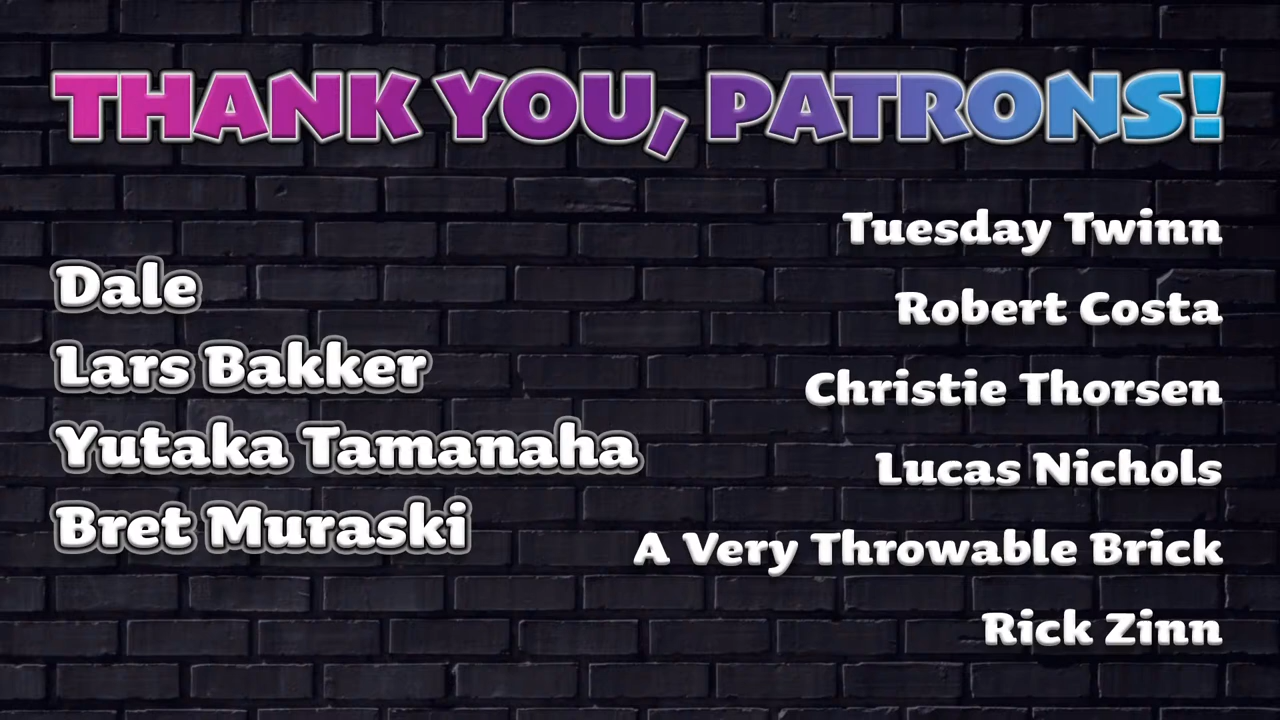 THANK YOU, PATRONS!
Dale
Lars Bakker
Yutaka Tamanaha
Bret Muraski
Tuesday Twinn
Robert Costa
Christie Thorsen
Lucas Nichols
A Very Throwable Brick
Rick Zinn